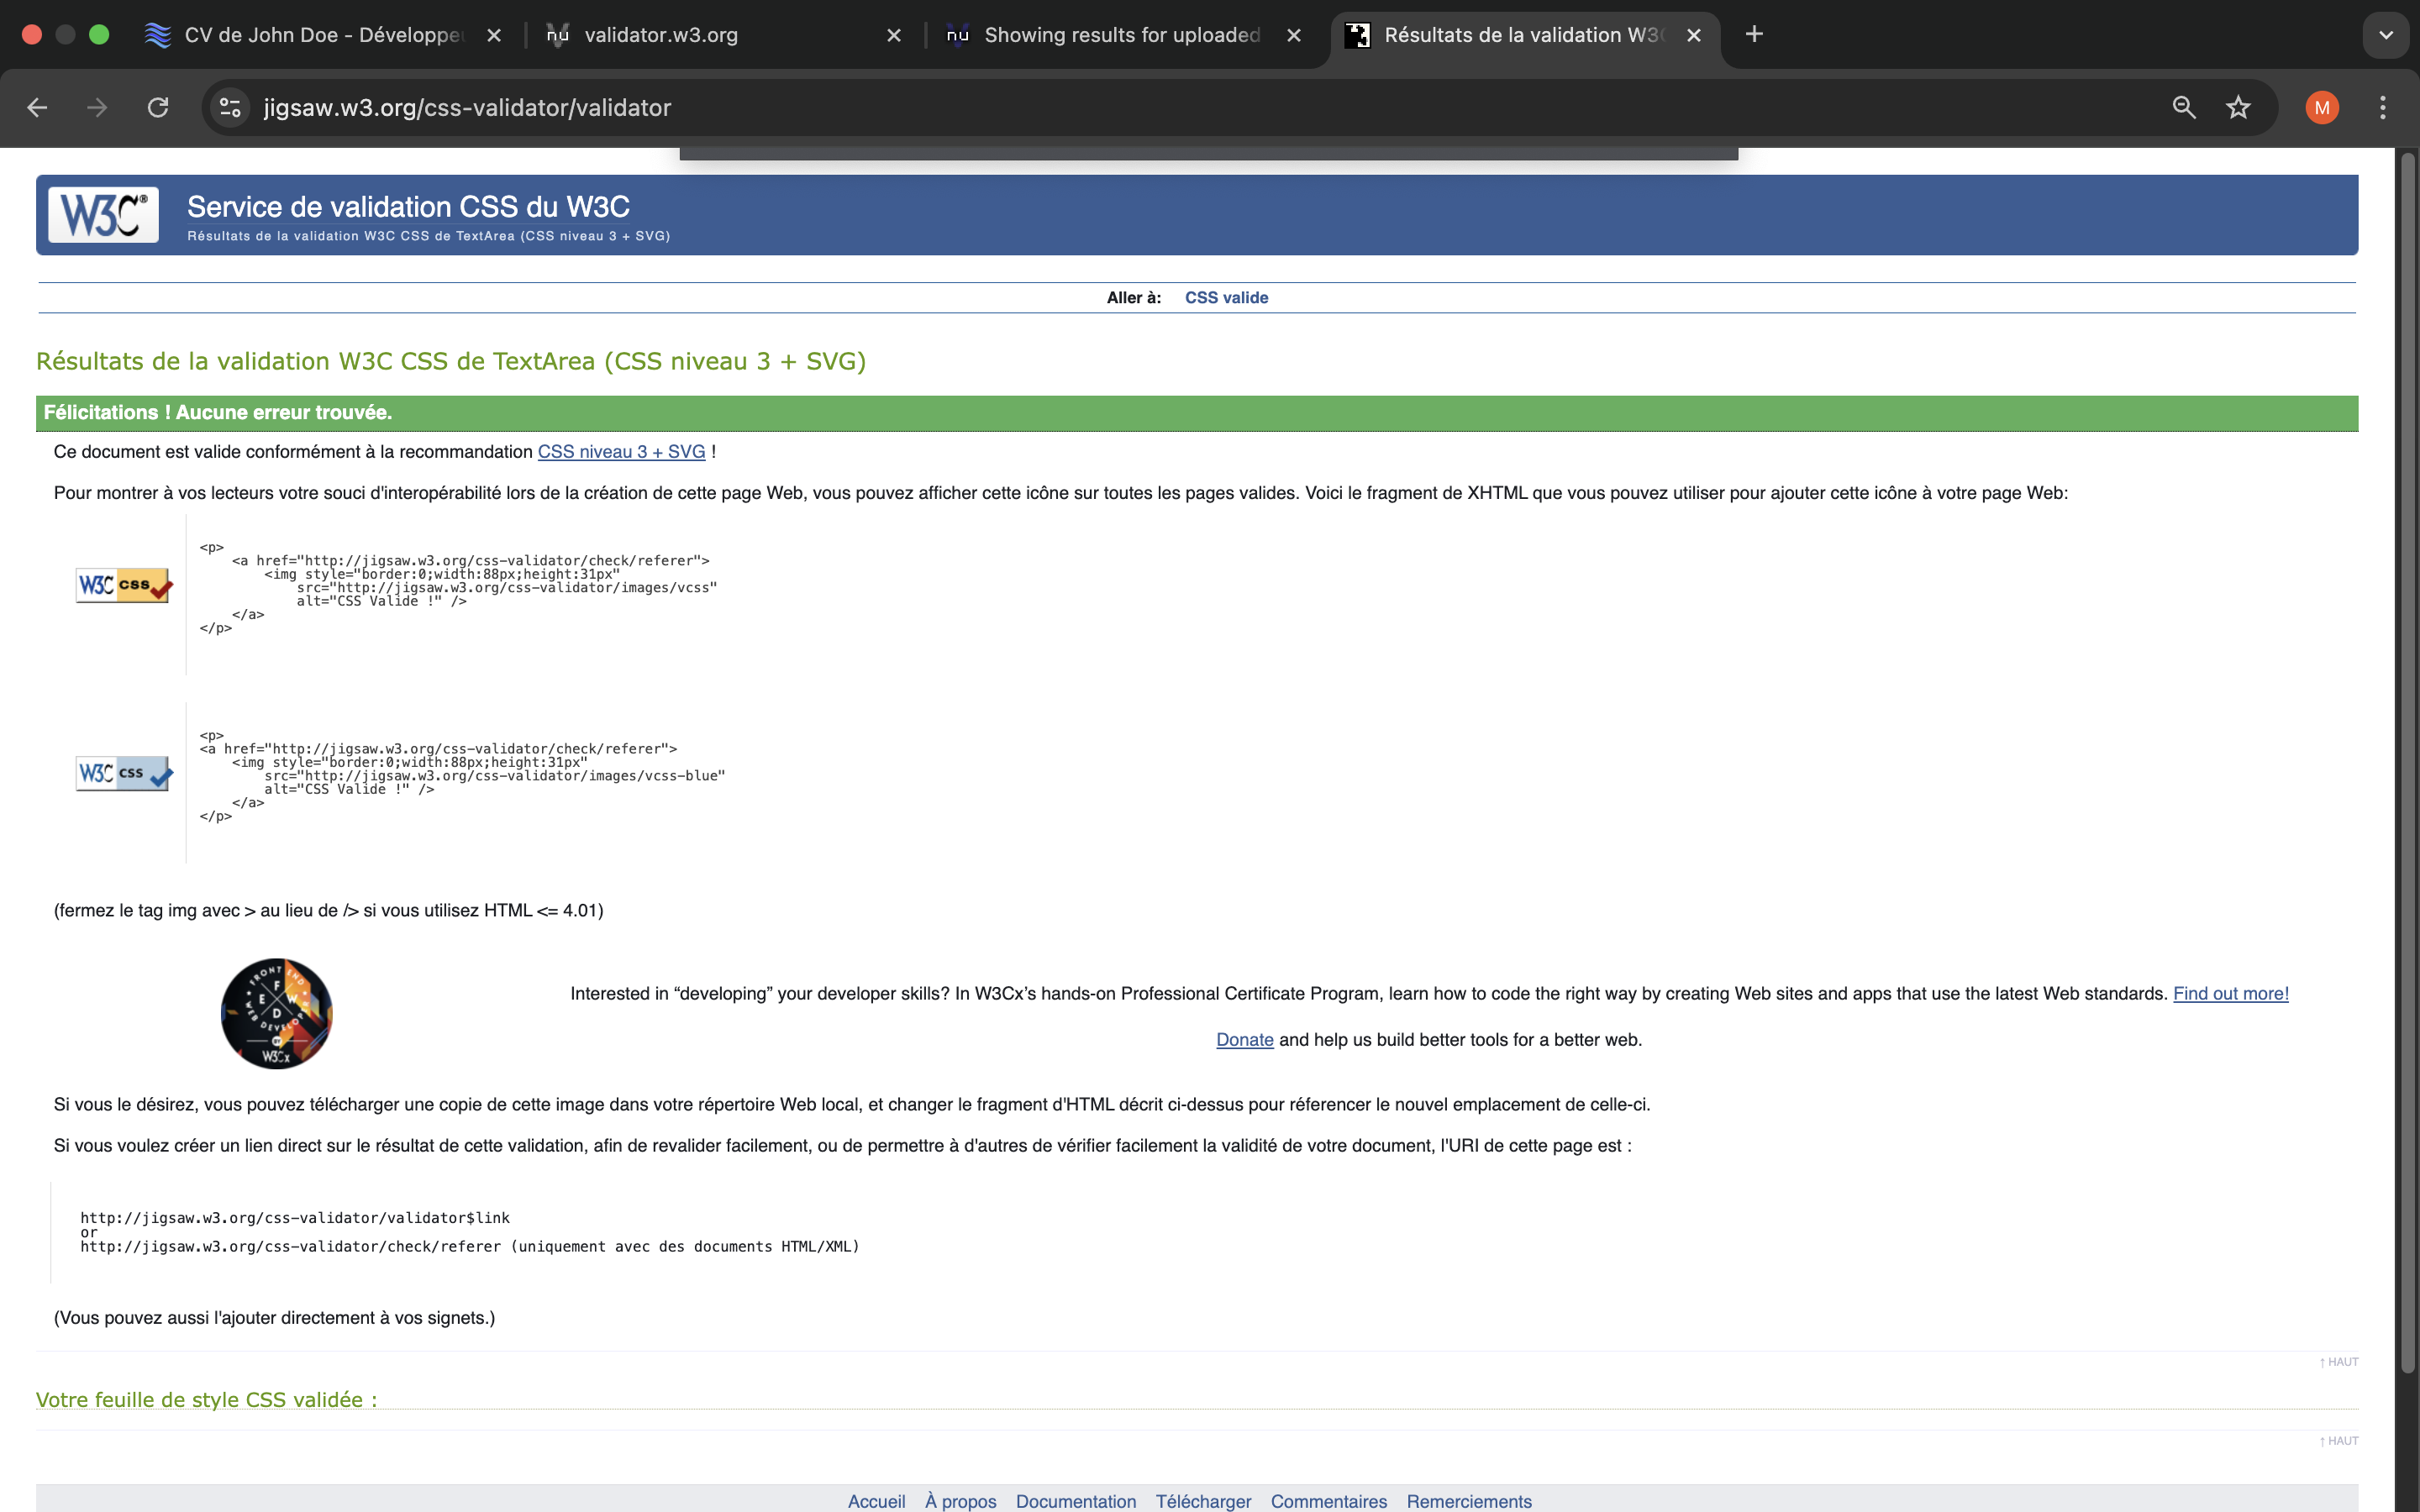 CV de John Doe - Développeu
validator.w3.org
Showing results for uploaded
Résultats de la validation W3C
jigsaw.w3.org/css-validator/validator
M
W3C®
Service de validation CSS du W3C
Résultats de la validation W3C CSS de TextArea (CSS niveau 3 + SVG)
Aller à: CSS valide
Résultats de la validation W3C CSS de TextArea (CSS niveau 3 + SVG)
Félicitations ! Aucune erreur trouvée.
Ce document est valide conformément à la recommandation CSS niveau 3 + SVG !
Pour montrer à vos lecteurs votre souci d'interopérabilité lors de la création de cette page Web, vous pouvez afficher cette icône sur toutes les pages valides. Voici le fragment de XHTML que vous pouvez utiliser pour ajouter cette icône à votre page Web:
W3C css
<p>
<a href="http://jigsaw.w3.org/css-validator/check/referer">
<img style="border:0;width:88px;height:31px"
src="http://jigsaw.w3.org/css-validator/images/vcss"
alt="CSS Valide !" />
</a>
</p>
W3C css
<p>
<a href="http://jigsaw.w3.org/css-validator/check/referer">
<img style="border:0;width:88px;height:31px"
src="http://jigsaw.w3.org/css-validator/images/vcss-blue"
alt="CSS Valide !" />
</a>
</p>
(fermez le tag img avec > au lieu de /> si vous utilisez HTML <= 4.01)
FRONT END
F E W D
WEB DEVELOPER
BY
W3Cx
Interested in “developing” your developer skills? In W3Cx’s hands-on Professional Certificate Program, learn how to code the right way by creating Web sites and apps that use the latest Web standards. Find out more!
Donate and help us build better tools for a better web.
Si vous le désirez, vous pouvez télécharger une copie de cette image dans votre répertoire Web local, et changer le fragment d'HTML décrit ci-dessus pour réferencer le nouvel emplacement de celle-ci.
Si vous voulez créer un lien direct sur le résultat de cette validation, afin de revalider facilement, ou de permettre à d'autres de vérifier facilement la validité de votre document, l'URI de cette page est :
http://jigsaw.w3.org/css-validator/validator$link
or
http://jigsaw.w3.org/css-validator/check/referer (uniquement avec des documents HTML/XML)
(Vous pouvez aussi l'ajouter directement à vos signets.)
↑ HAUT
Votre feuille de style CSS validée :
↑ HAUT
Accueil À propos Documentation Télécharger Commentaires Remerciements